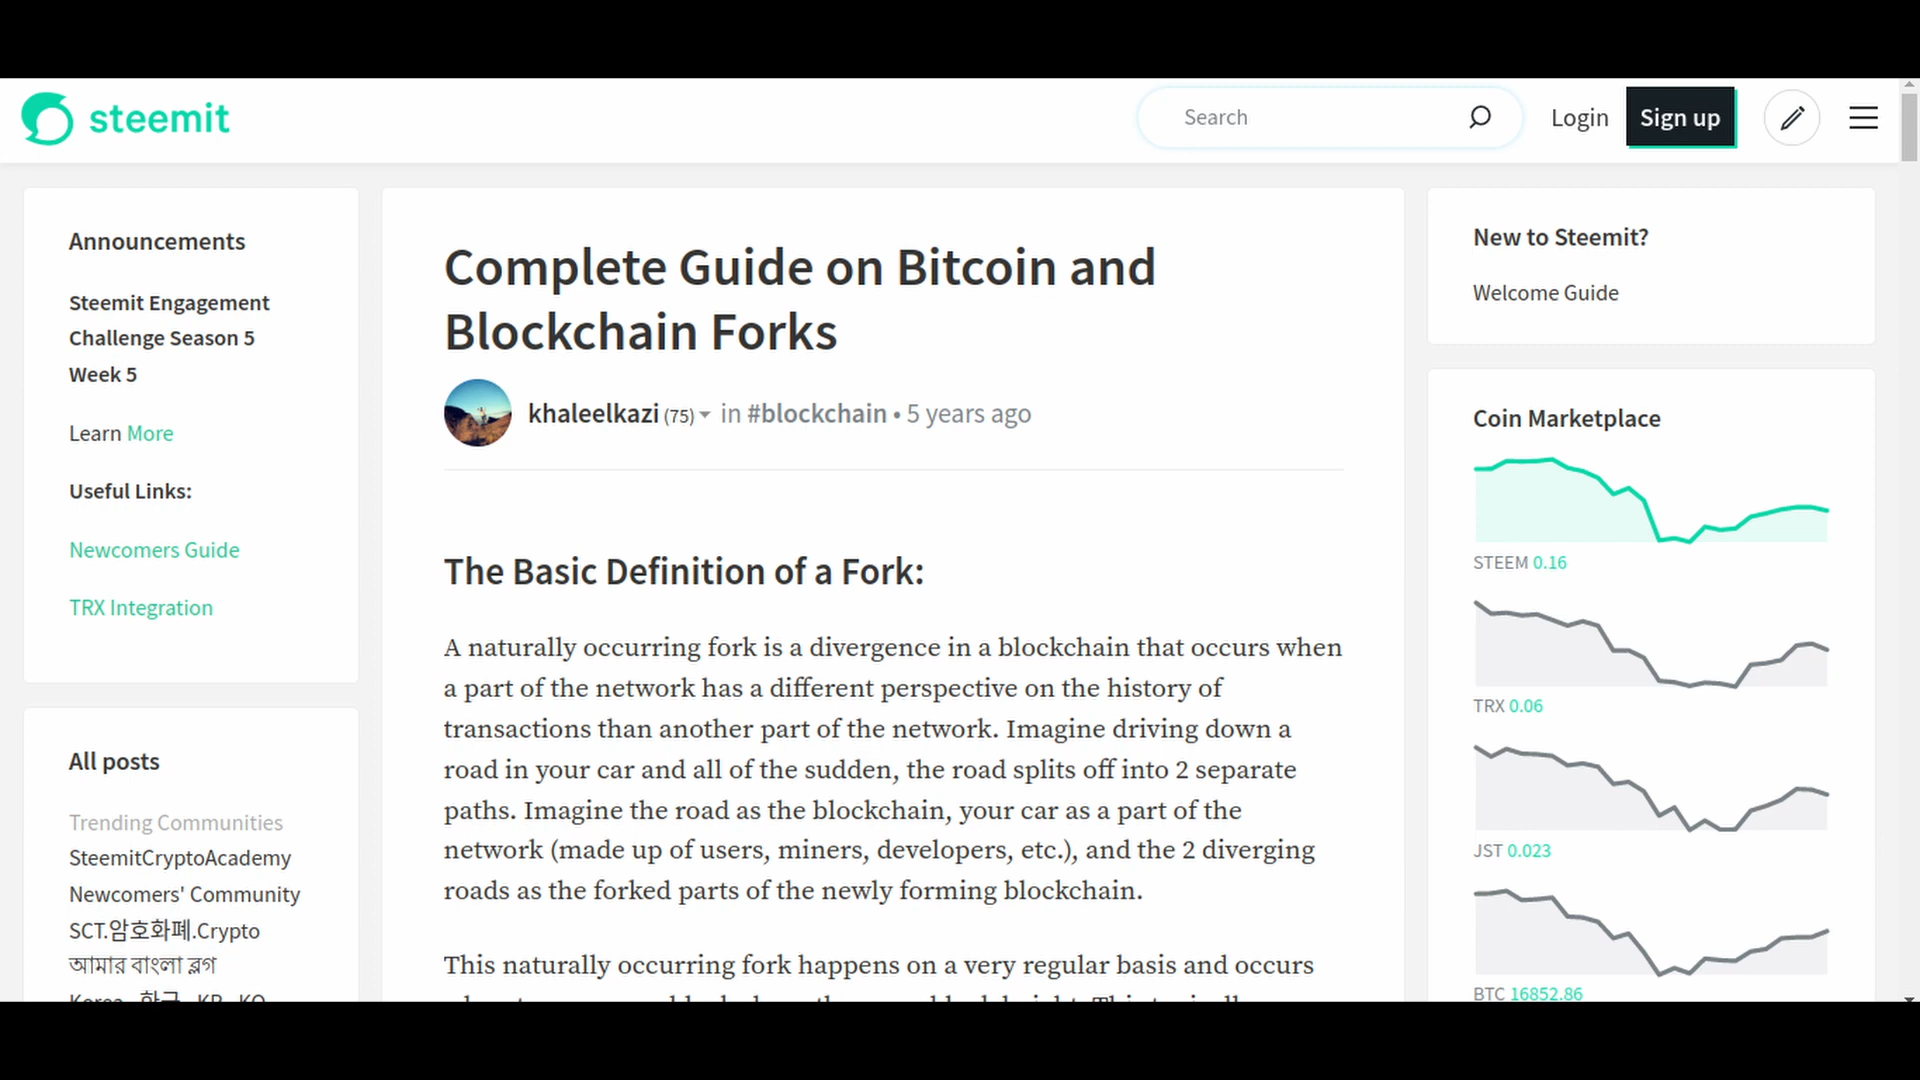 steemit
Search
Login
Sign up
Announcements
Steemit Engagement
Challenge Season 5
Week 5
Learn More
Useful Links:
Newcomers Guide
TRX Integration
All posts
Trending Communities
SteemitCryptoAcademy
Newcomers' Community
SCT.암호화폐.Crypto
আমার বাংলা ব্লগ
Complete Guide on Bitcoin and
Blockchain Forks
khaleelkazi (75) in #blockchain • 5 years ago
The Basic Definition of a Fork:
A naturally occurring fork is a divergence in a blockchain that occurs when
a part of the network has a different perspective on the history of
transactions than another part of the network. Imagine driving down a
road in your car and all of the sudden, the road splits off into 2 separate
paths. Imagine the road as the blockchain, your car as a part of the
network (made up of users, miners, developers, etc.), and the 2 diverging
roads as the forked parts of the newly forming blockchain.
This naturally occurring fork happens on a very regular basis and occurs
New to Steemit?
Welcome Guide
Coin Marketplace
STEEM 0.16
TRX 0.06
JST 0.023
BTC 16852.86